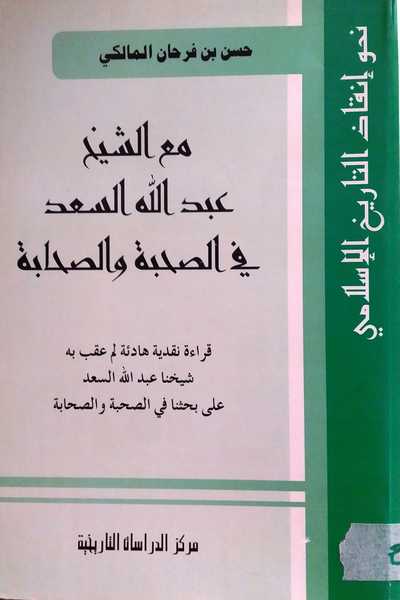 حسن بن فرحان المالكي
مع الشيخ
عبد الله السعد
في الصحبة والصحابة
قراءة نقدية هادئة لم عقب به
شيخنا عبد الله السعد
على بحثنا في الصحبة والصحابة
مركز الدراسات التاريخية
نحو إنقاذ التاريخ الإسلامي